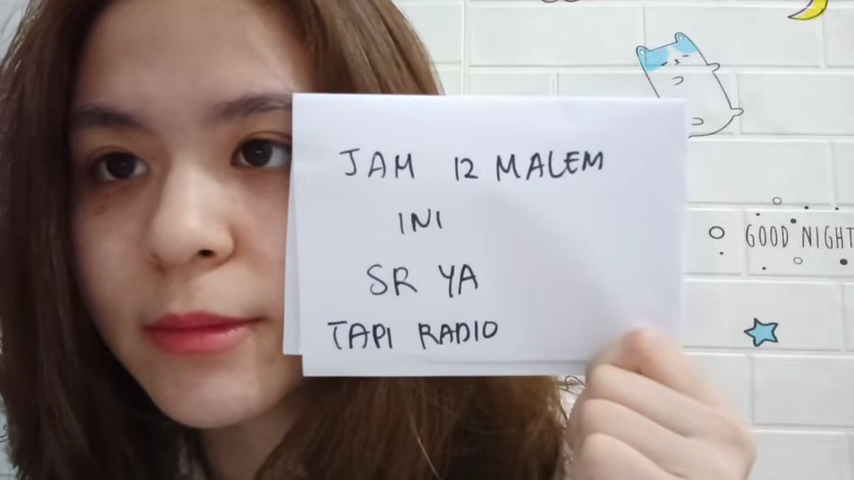 JAM 12 MALEM
INI
SR YA
TAPI RADIO
GOOD NIGHT